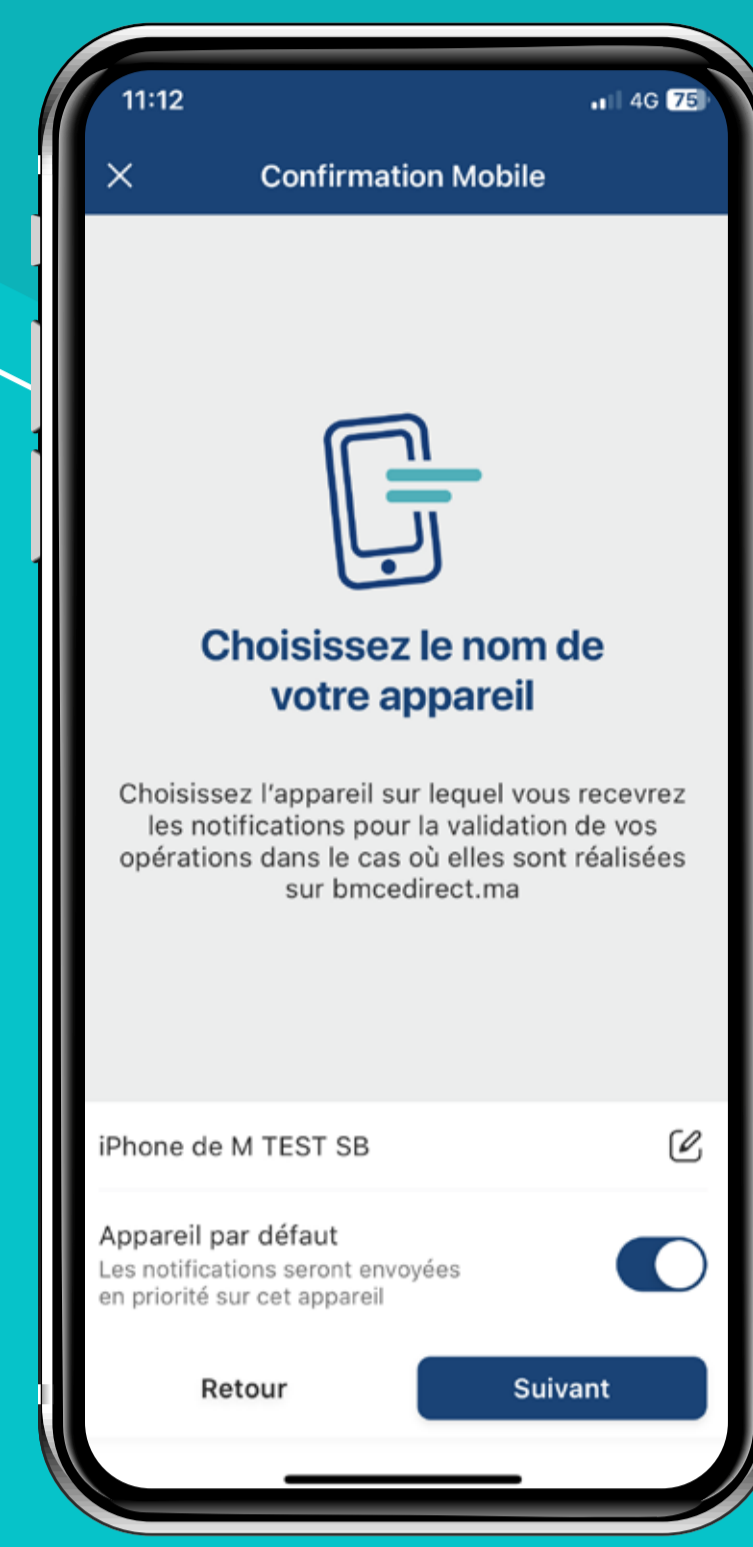 11:12
4G 75
Confirmation Mobile
Choisissez le nom de
votre appareil
Choisissez l'appareil sur lequel vous recevrez
les notifications pour la validation de vos
opérations dans le cas où elles sont réalisées
sur bmcedirect.ma
iPhone de M TEST SB
Appareil par défaut
Les notifications seront envoyées
en priorité sur cet appareil
Retour
Suivant